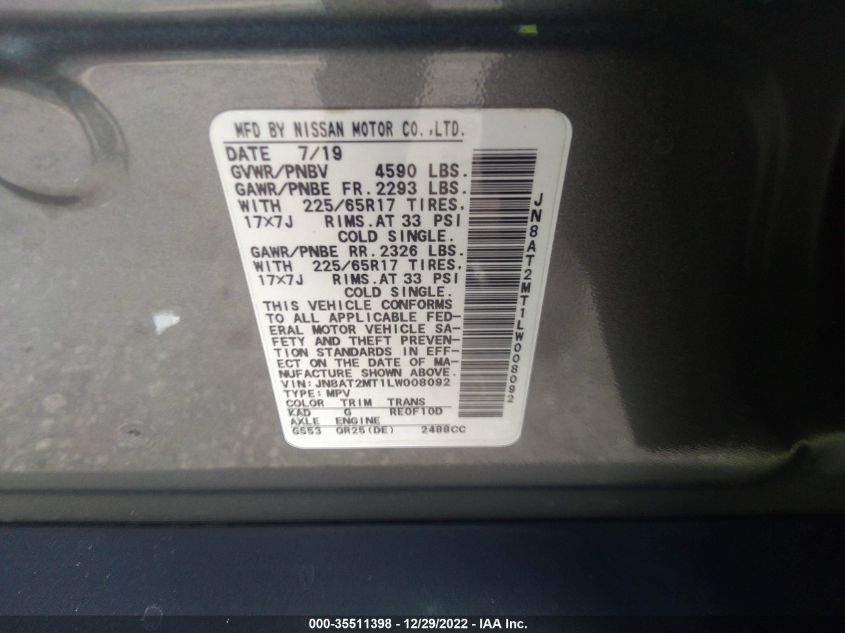 MFD BY NISSAN MOTOR CO.,LTD.
DATE 7/19
GVWR/PNBV 4590 LBS.
GAWR/PNBE FR.2293 LBS.
WITH 225/65R17 TIRES,
17×7J RIMS.AT 33 PSI
COLD SINGLE.
GAWR/PNBE RR.2326 LBS.
WITH 225/65R17 TIRES,
17×7J RIMS.AT 33 PSI
COLD SINGLE.
THIS VEHICLE CONFORMS
TO ALL APPLICABLE FED-
ERAL MOTOR VEHICLE SA-
FETY AND THEFT PREVEN-
TION STANDARDS IN EFF-
ECT ON THE DATE OF MA-
NUFACTURE SHOWN ABOVE.
VIN: JN8AT2MT1LW008092
TYPE: MPV
COLOR TRIM TRANS
KAD G RE0F10D
AXLE ENGINE
GS53 QR25(DE) 2488CC
JN8AT2MT1LW008092
000-35511398 - 12/29/2022 - IAA Inc.